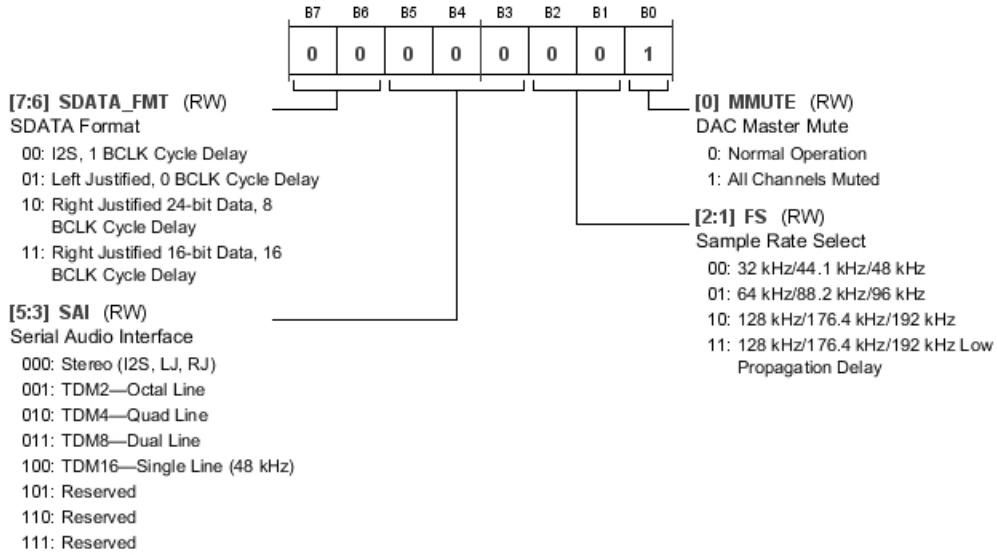 B7 B6 B5 B4 B3 B2 B1 B0
0 0 0 0 0 0 0 1
[7:6] SDATA_FMT (RW)
SDATA Format
00: I2S, 1 BCLK Cycle Delay
01: Left Justified, 0 BCLK Cycle Delay
10: Right Justified 24-bit Data, 8
BCLK Cycle Delay
11: Right Justified 16-bit Data, 16
BCLK Cycle Delay
[5:3] SAI (RW)
Serial Audio Interface
000: Stereo (I2S, LJ, RJ)
001: TDM2—Octal Line
010: TDM4—Quad Line
011: TDM8—Dual Line
100: TDM16—Single Line (48 kHz)
101: Reserved
110: Reserved
111: Reserved
[0] MMUTE (RW)
DAC Master Mute
0: Normal Operation
1: All Channels Muted
[2:1] FS (RW)
Sample Rate Select
00: 32 kHz/44.1 kHz/48 kHz
01: 64 kHz/88.2 kHz/96 kHz
10: 128 kHz/176.4 kHz/192 kHz
11: 128 kHz/176.4 kHz/192 kHz Low
Propagation Delay